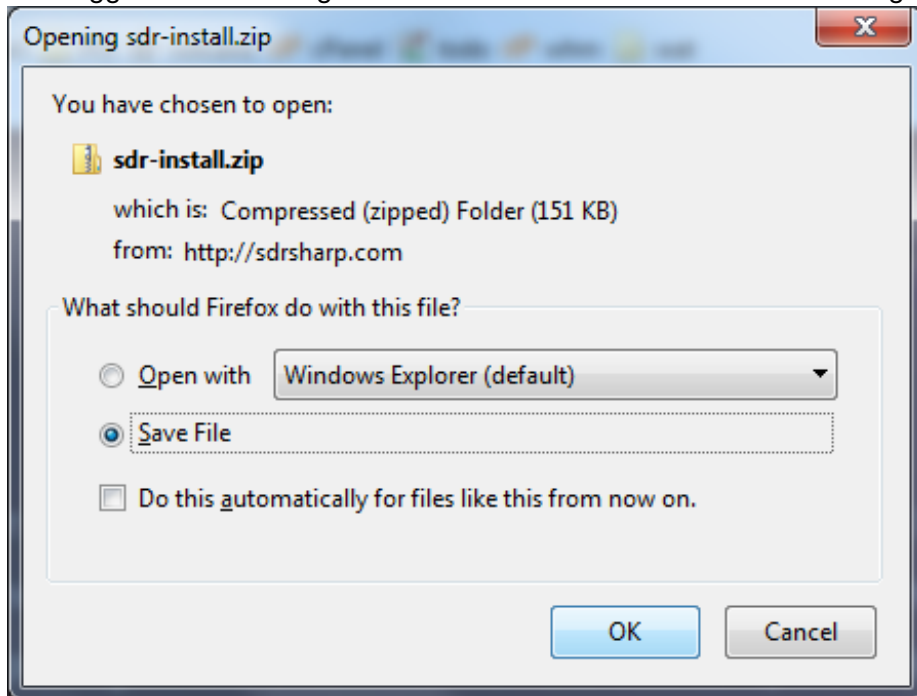 Opening sdr-install.zip
You have chosen to open:
sdr-install.zip
which is: Compressed (zipped) Folder (151 KB)
from: http://sdrsharp.com
What should Firefox do with this file?
Open with Windows Explorer (default)
Save File
Do this automatically for files like this from now on.
OK Cancel